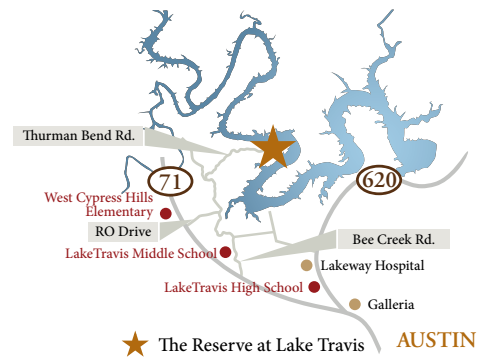 Thurman Bend Rd.
71
620
West Cypress Hills
Elementary
RO Drive
Bee Creek Rd.
LakeTravis Middle School
Lakeway Hospital
LakeTravis High School
Galleria
The Reserve at Lake Travis
AUSTIN